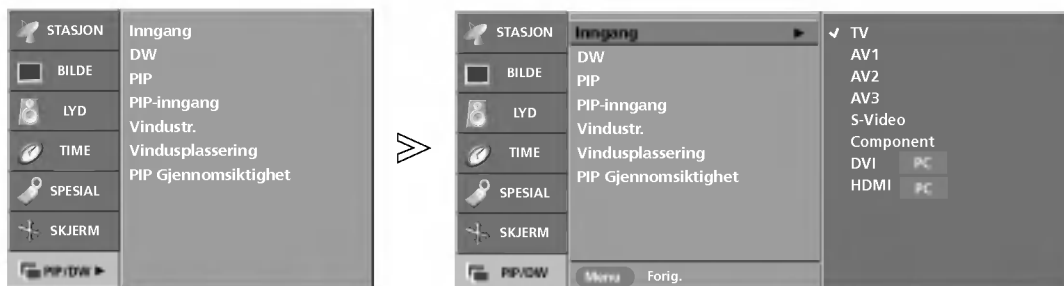 STASJON
BILDE
LYD
TIME
SPESIAL
SKJERM
PIP/DW ►
Inngang
DW
PIP
PIP-inngang
Vindustr.
Vindusplassering
PIP Gjennomsiktighet
STASJON
BILDE
LYD
TIME
SPESIAL
SKJERM
PIP/DW
Inngang ►
DW
PIP
PIP-inngang
Vindustr.
Vindusplassering
PIP Gjennomsiktighet
Menu Forig.
✓ TV
AV1
AV2
AV3
S-Video
Component
DVI PC
HDMI PC